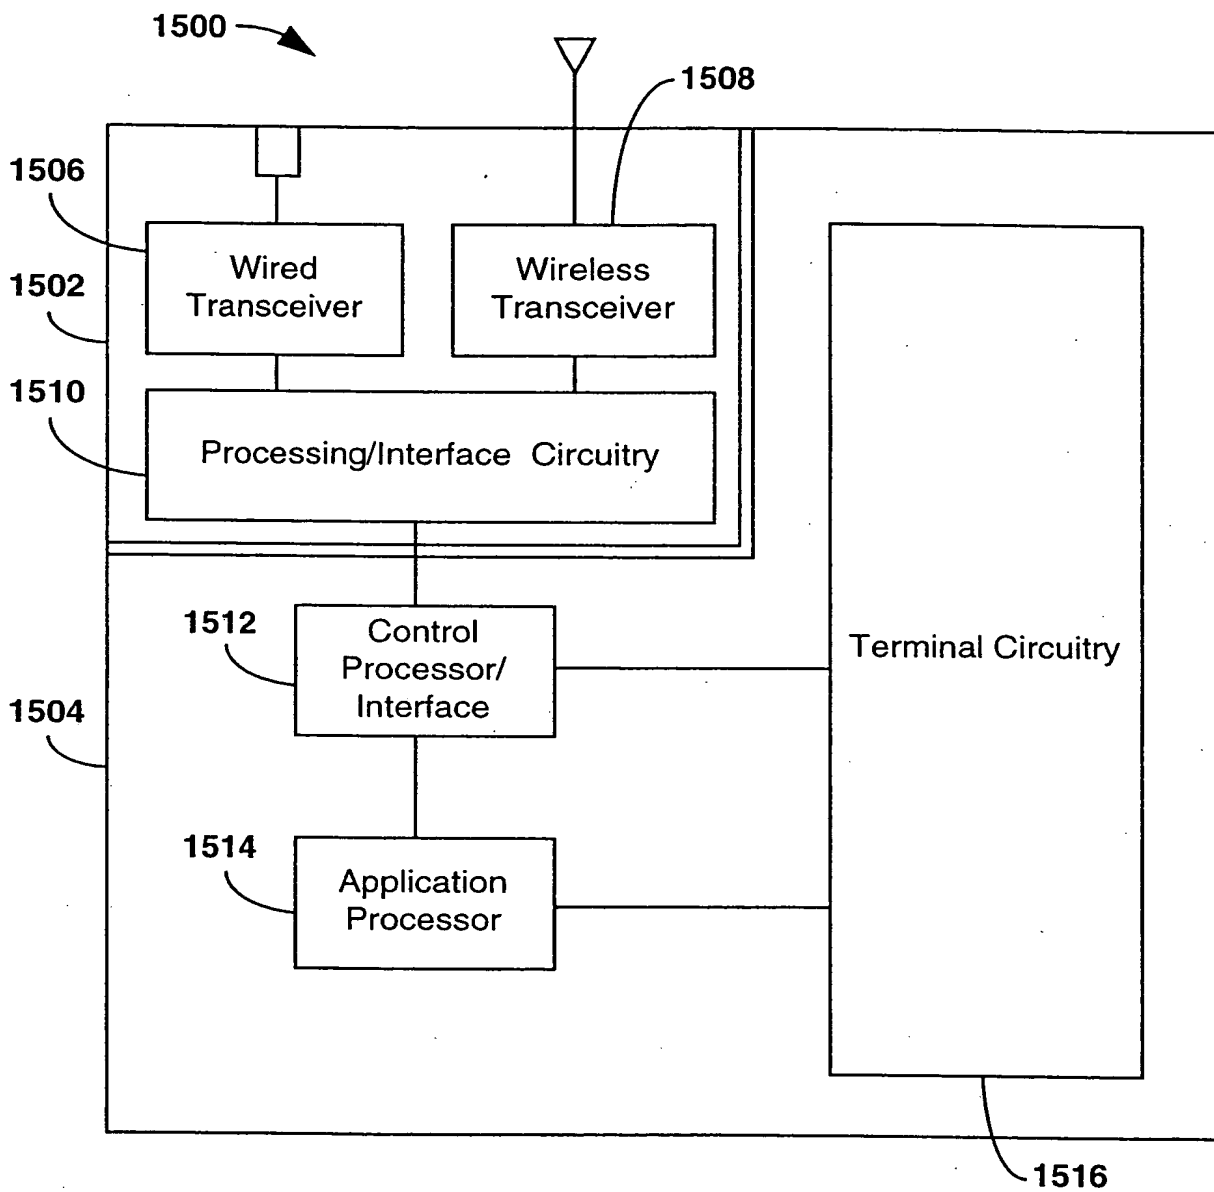 1500
1508
1506
Wired
Transceiver
Wireless
Transceiver
1502
1510
Processing/Interface Circuitry
1512
Control
Processor/
Interface
Terminal Circuitry
1504
1514
Application
Processor
1516